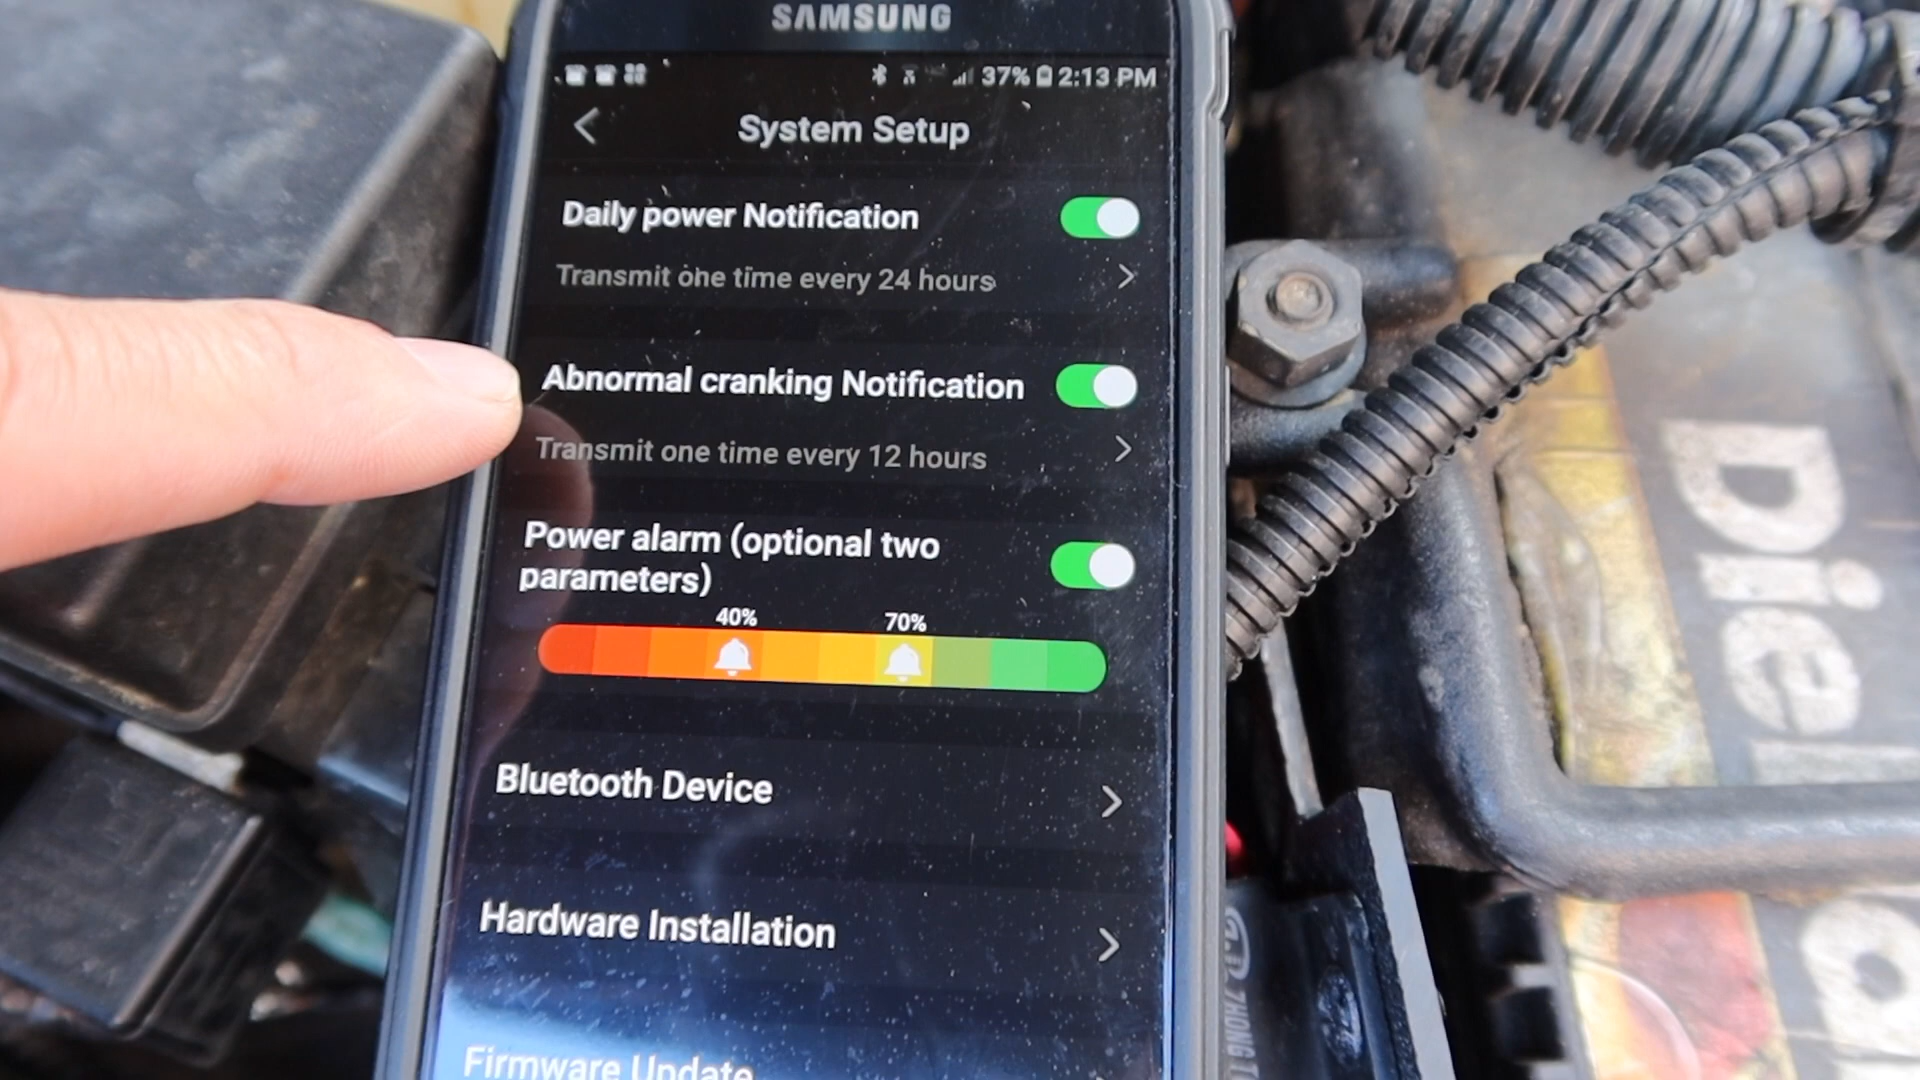 SAMSUNG
37% 2:13 PM
System Setup
Daily power Notification
Transmit one time every 24 hours
Abnormal cranking Notification
Transmit one time every 12 hours
Power alarm (optional two
parameters)
40% 70%
Bluetooth Device
Hardware Installation
Firmware Update
Diel